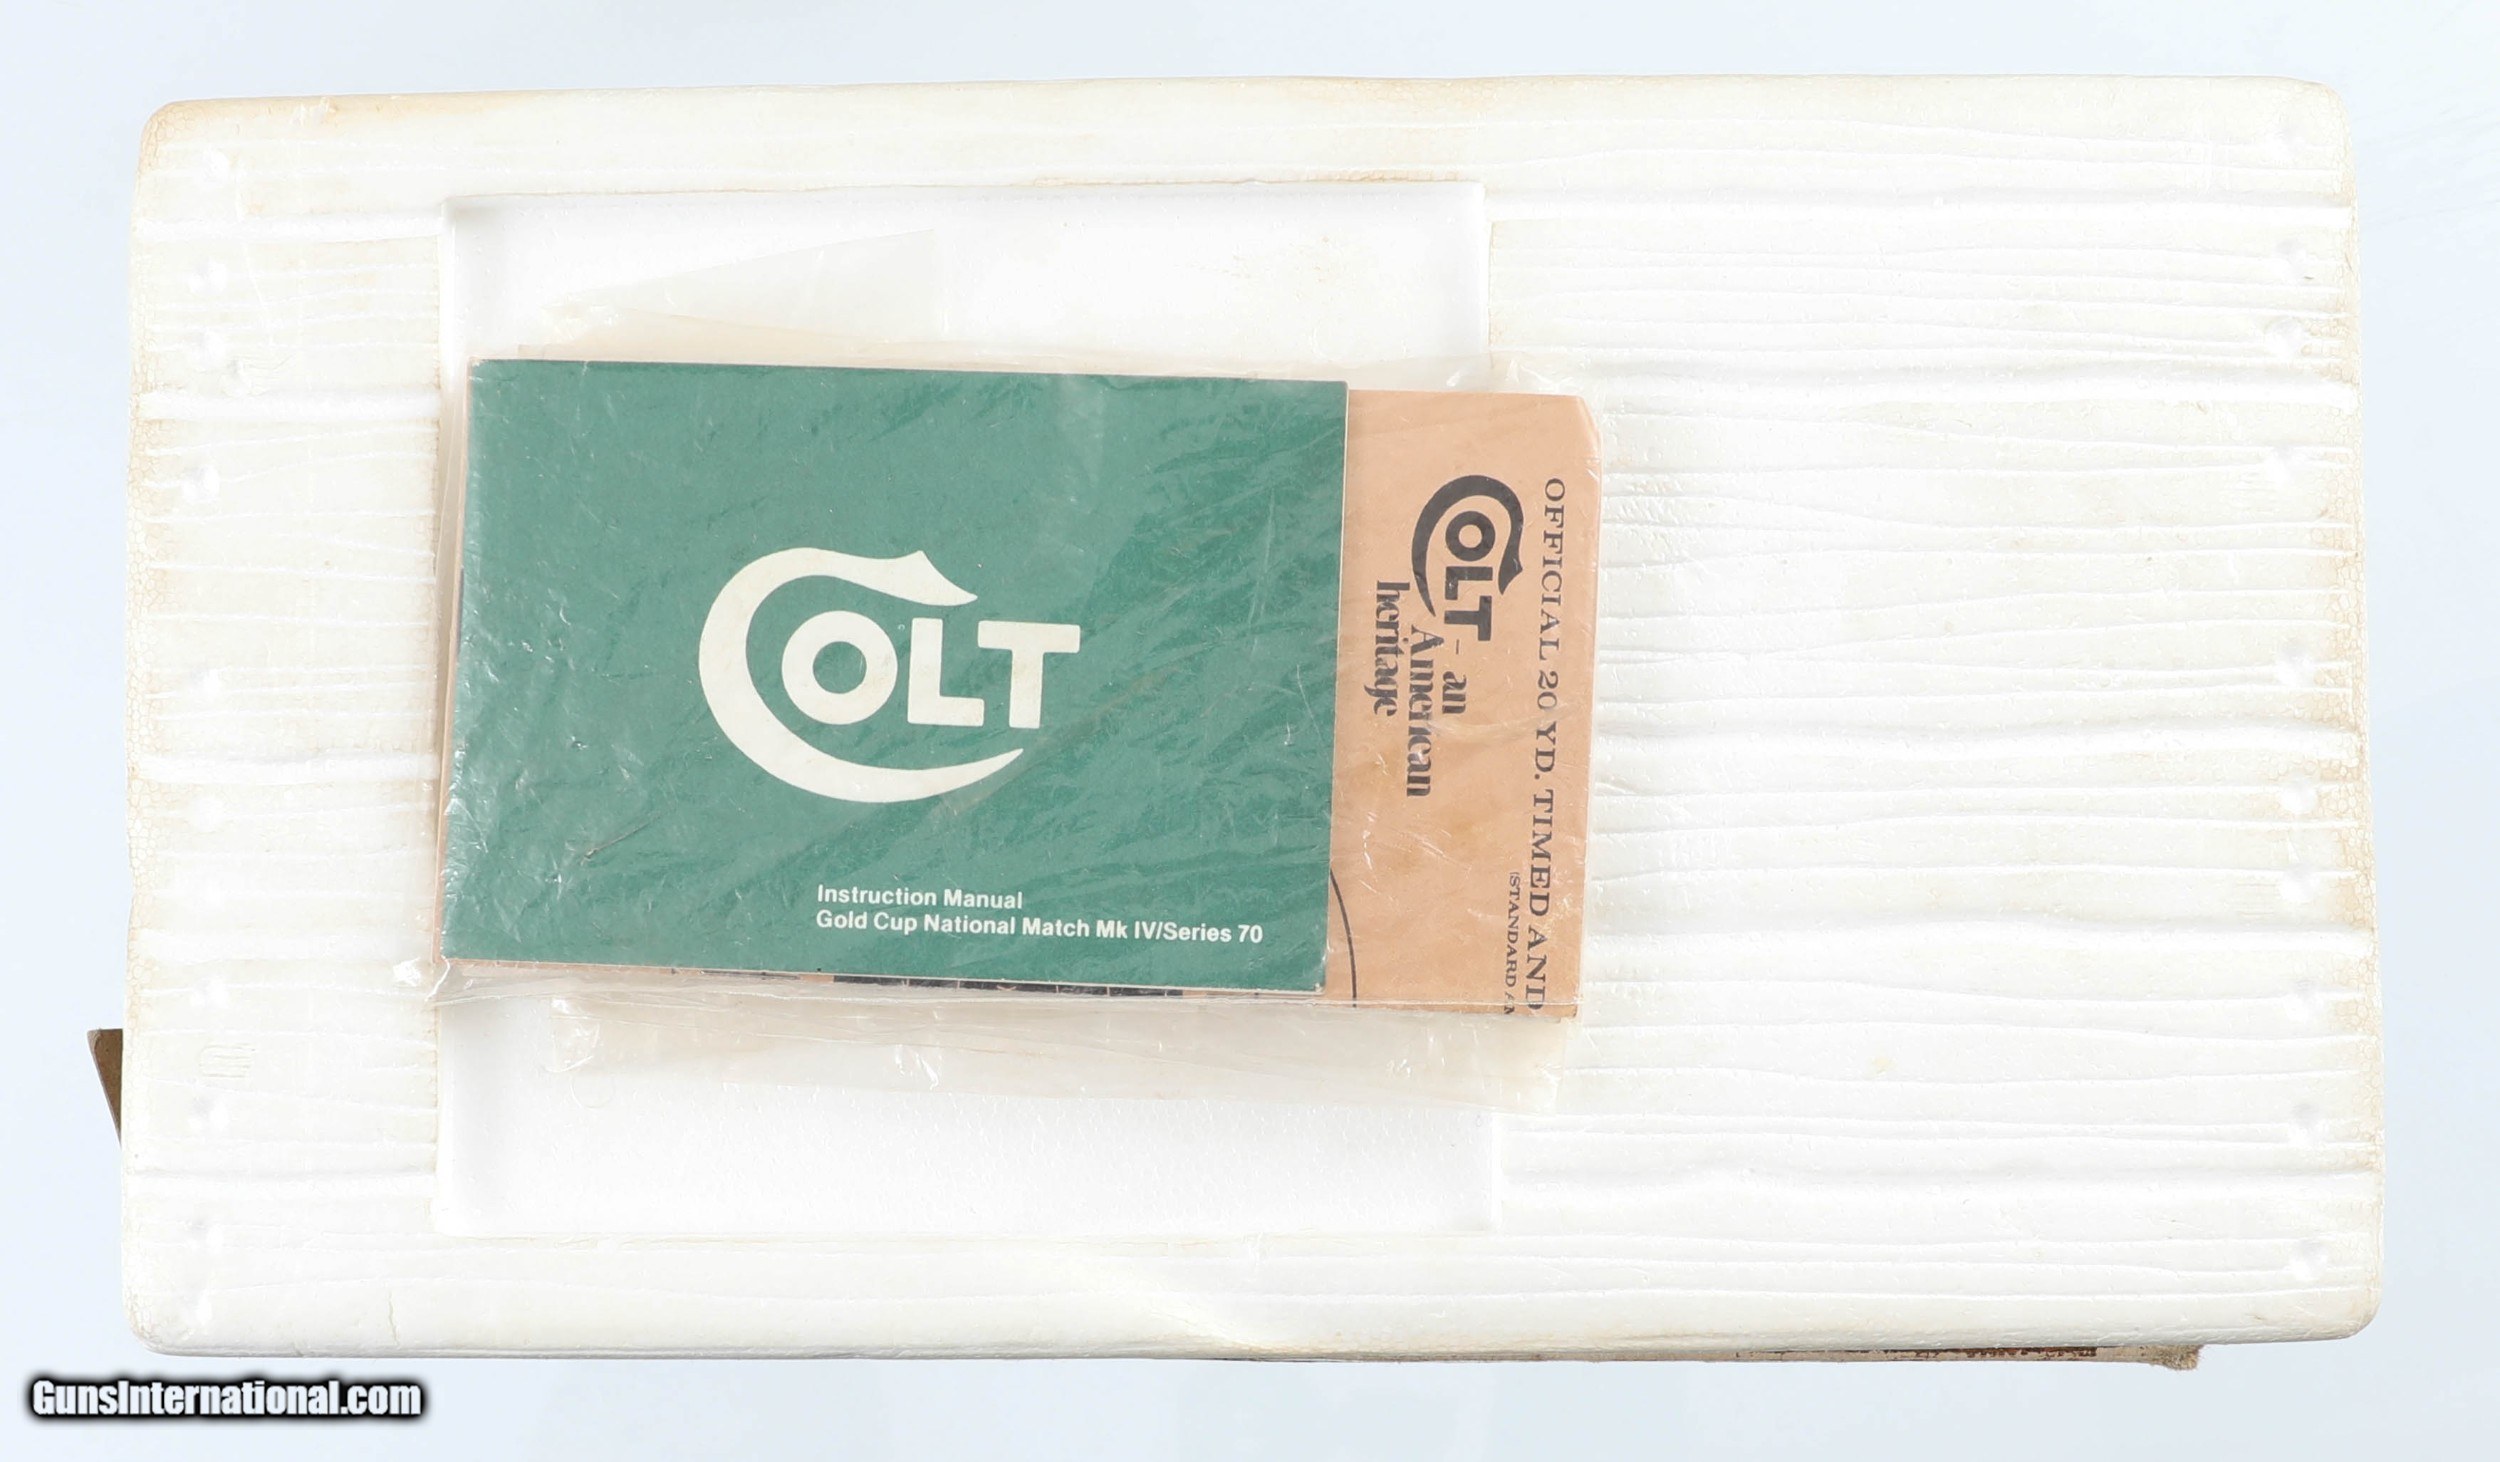 COLT
Instruction Manual
Gold Cup National Match Mk IV/Series 70
OFFICIAL 20 YD. TIMED AND
(STANDARD
COLT - an
American
heritage
GunsInternational.com